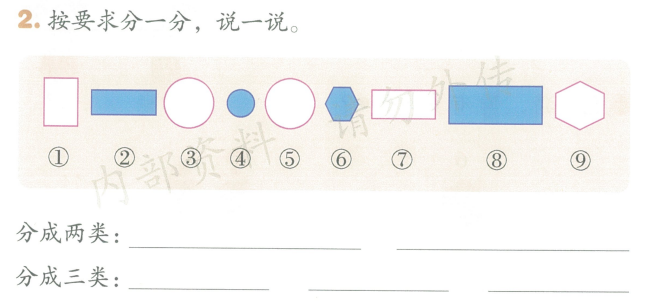 2. 按要求分一分，说一说。
① ② ③ ④ ⑤ ⑥ ⑦ ⑧ ⑨
内部资料 请勿外传
分成两类：
分成三类：